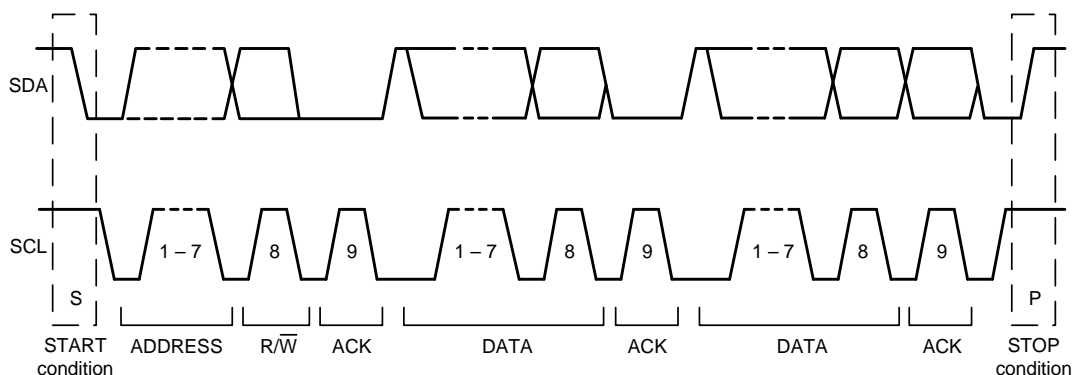 SDA
SCL
1 – 7
8
9
1 – 7
8
9
1 – 7
8
9
S
P
START
condition
ADDRESS
R/W̅
ACK
DATA
ACK
DATA
ACK
STOP
condition